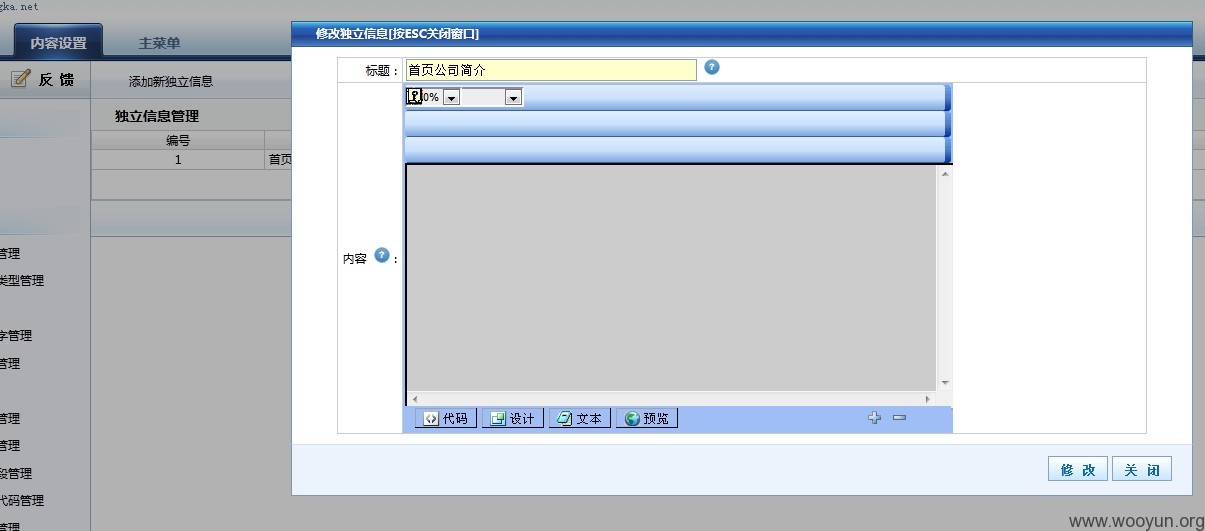 gka.net
修改独立信息[按ESC关闭窗口]
内容设置 主菜单
标题： 首页公司简介
反 馈 添加新独立信息
0%
独立信息管理
编号
1 首页
管理
内容 ：
类型管理
字管理
管理
管理
代码 设计 文本 预览
管理
段管理
修 改 关 闭
代码管理
管理
www.wooyun.org